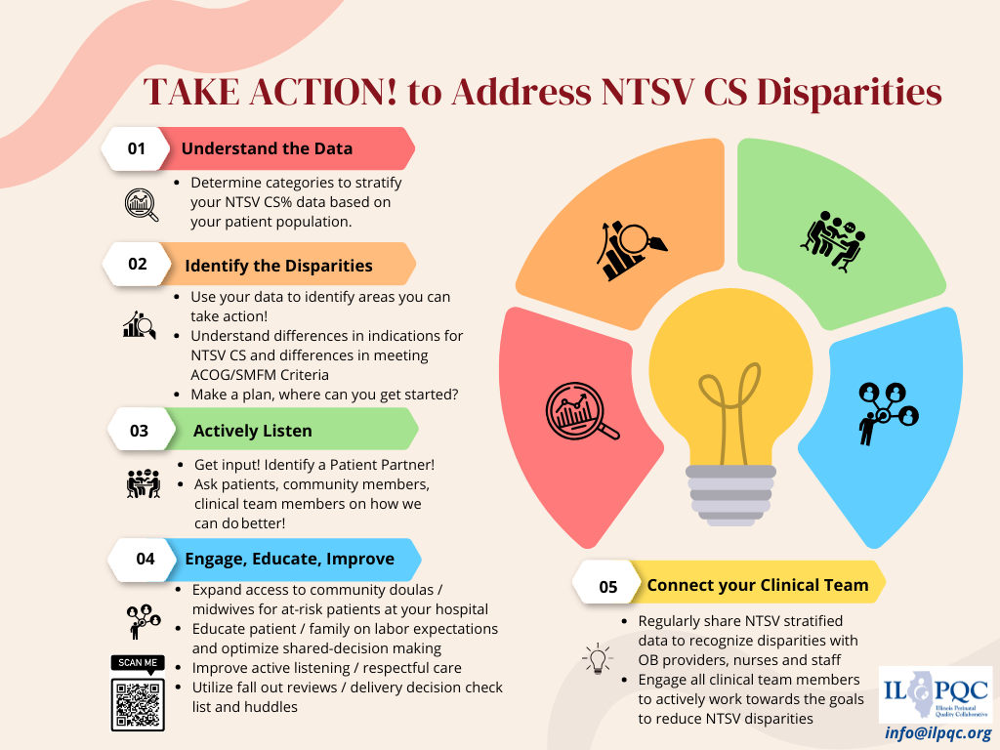 TAKE ACTION! to Address NTSV CS Disparities
01
Understand the Data
• Determine categories to stratify
your NTSV CS% data based on
your patient population.
02
Identify the Disparities
• Use your data to identify areas you can
take action!
• Understand differences in indications for
NTSV CS and differences in meeting
ACOG/SMFM Criteria
• Make a plan, where can you get started?
03
Actively Listen
• Get input! Identify a Patient Partner!
• Ask patients, community members,
clinical team members on how we
can do better!
04
Engage, Educate, Improve
• Expand access to community doulas /
midwives for at-risk patients at your hospital
• Educate patient / family on labor expectations
and optimize shared-decision making
• Improve active listening / respectful care
• Utilize fall out reviews / delivery decision check
list and huddles
SCAN ME
05
Connect your Clinical Team
• Regularly share NTSV stratified
data to recognize disparities with
OB providers, nurses and staff
• Engage all clinical team members
to actively work towards the goals
to reduce NTSV disparities
ILPQC
Illinois Perinatal
Quality Collaborative
info@ilpqc.org